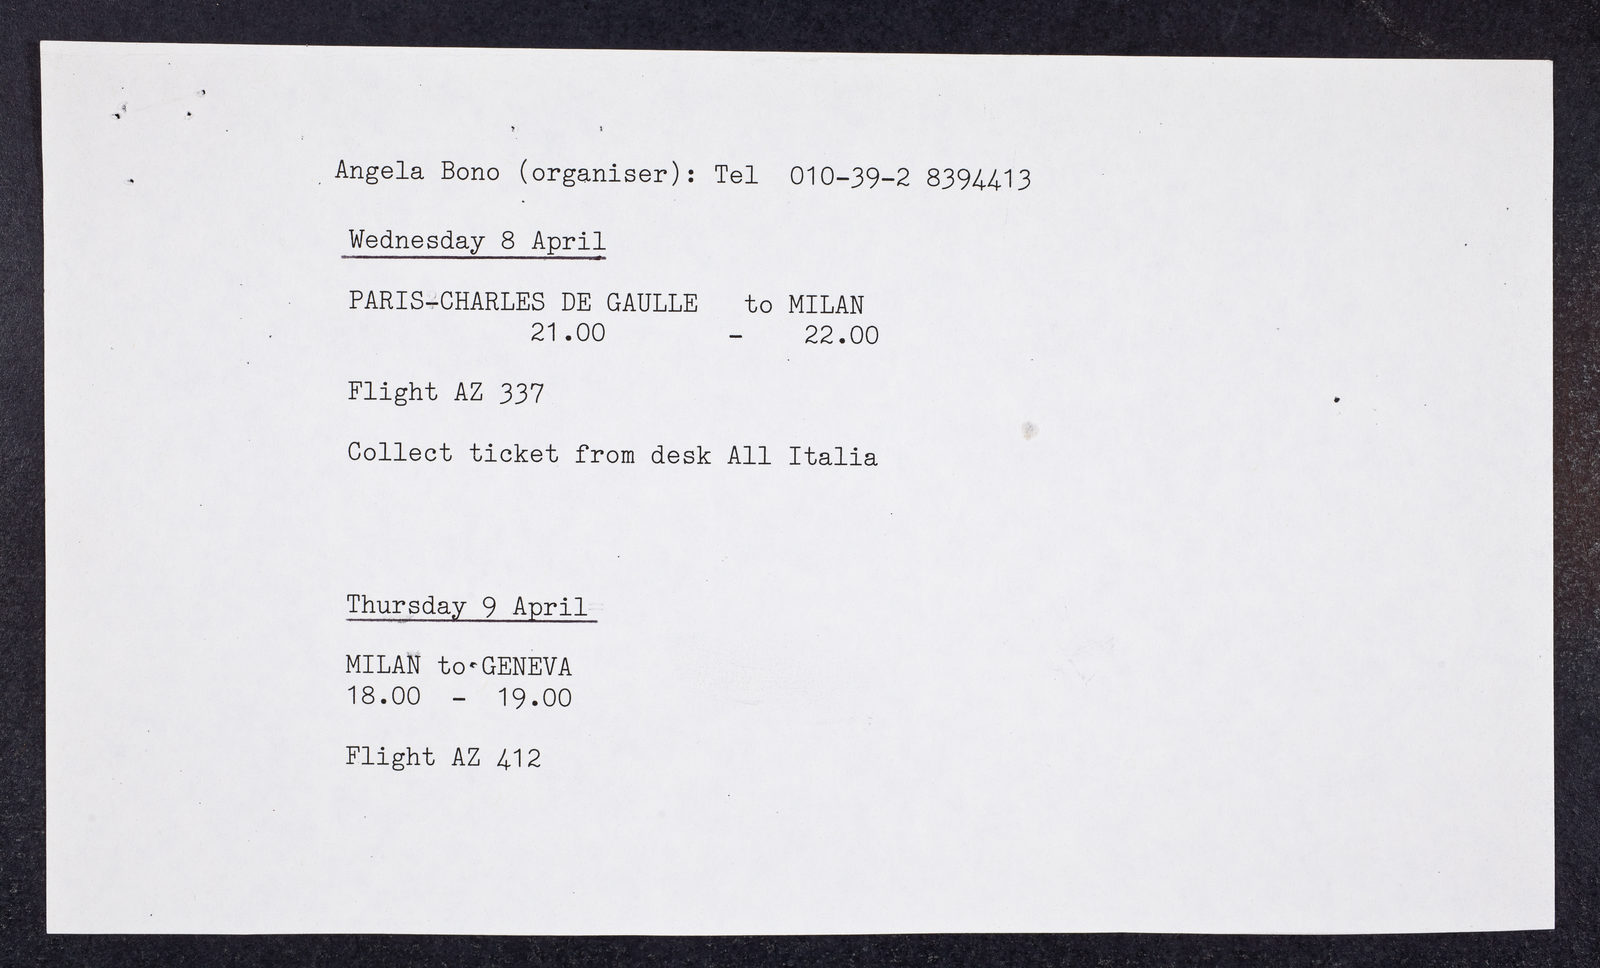 Angela Bono (organiser): Tel 010-39-2 8394413
Wednesday 8 April
PARIS-CHARLES DE GAULLE to MILAN
21.00 - 22.00
Flight AZ 337
Collect ticket from desk All Italia
Thursday 9 April
MILAN to GENEVA
18.00 - 19.00
Flight AZ 412